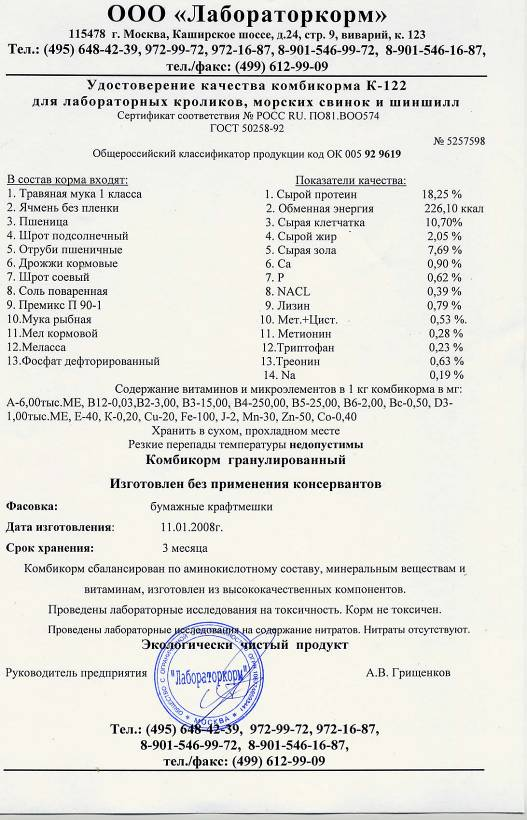 ООО «Лабораторкорм»
115478 г. Москва, Каширское шоссе, д.24, стр. 9, виварий, к. 123
Тел.: (495) 648-42-39, 972-99-72, 972-16-87, 8-901-546-99-72, 8-901-546-16-87,
тел./факс: (499) 612-99-09
Удостоверение качества комбикорма К-122
для лабораторных кроликов, морских свинок и шиншилл
Сертификат соответствия № РОСС RU. ПО81.ВОО574
ГОСТ 50258-92
№ 5257598
Общероссийский классификатор продукции код ОК 005 92 9619
В состав корма входят: Показатели качества:
1. Травяная мука 1 класса 1. Сырой протеин 18,25 %
2. Ячмень без пленки 2. Обменная энергия 226,10 ккал
3. Пшеница 3. Сырая клетчатка 10,70%
4. Шрот подсолнечный 4. Сырой жир 2,05 %
5. Отруби пшеничные 5. Сырая зола 7,69 %
6. Дрожжи кормовые 6. Ca 0,90 %
7. Шрот соевый 7. P 0,62 %
8. Соль поваренная 8. NACL 0,39 %
9. Премикс П 90-1 9. Лизин 0,79 %
10.Мука рыбная 10. Мет.+Цист. 0,53 %.
11.Мел кормовой 11. Метионин 0,28 %
12.Меласса 12.Триптофан 0,23 %
13.Фосфат дефторированный 13.Треонин 0,63 %
14. Na 0,19 %
Содержание витаминов и микроэлементов в 1 кг комбикорма в мг:
А-6,00тыс.МЕ, В12-0,03,В2-3,00, В3-15,00, В4-250,00, В5-25,00, В6-2,00, Вс-0,50, D3-
1,00тыс.МЕ, Е-40, К-0,20, Cu-20, Fe-100, J-2, Mn-30, Zn-50, Co-0,40
Хранить в сухом, прохладном месте
Резкие перепады температуры недопустимы
Комбикорм гранулированный
Изготовлен без применения консервантов
Фасовка: бумажные крафтмешки
Дата изготовления: 11.01.2008г.
Срок хранения: 3 месяца
Комбикорм сбалансирован по аминокислотному составу, минеральным веществам и
витаминам, изготовлен из высококачественных компонентов.
Проведены лабораторные исследования на токсичность. Корм не токсичен.
Проведены лабораторные исследования на содержание нитратов. Нитраты отсутствуют.
Экологически чистый продукт
Руководитель предприятия А.В. Грищенков
"Лабораторкорм"
МОСКВА
Тел.: (495) 648-42-39, 972-99-72, 972-16-87,
8-901-546-99-72, 8-901-546-16-87,
тел./факс: (499) 612-99-09